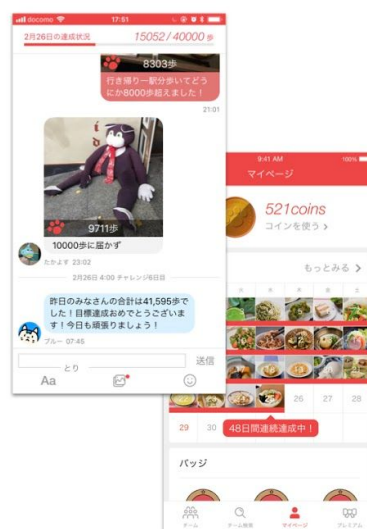 docomo
17:51
2月26日の達成状況
15052 / 40000 歩
8303歩
行き帰り一駅分歩いてどう
にか8000歩超えました！
21:01
9711歩
10000歩に届かず
たかよす 23:02
2月26日 4:00 チャレンジ6日目
昨日のみなさんの合計は41,595歩で
した！目標達成おめでとうございま
す！今日も頑張りましょう！
ブルー 07:45
とり
送信
Aa
9:41 AM
100%
マイページ
521coins
コインを使う >
もっとみる >
水 木 金 土
26 27 28
29 30
48日間連続達成中！
バッジ
チーム
チーム検索
マイページ
プレミアム